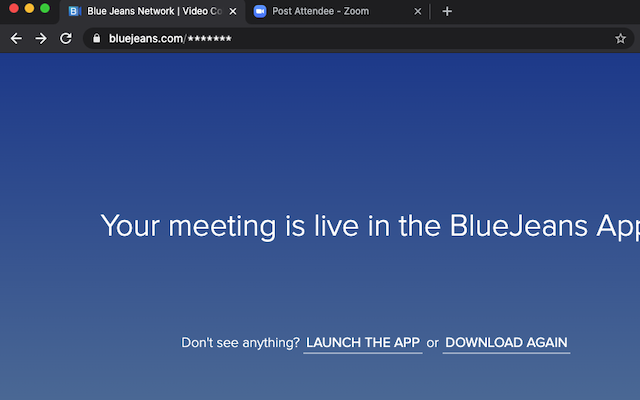 Blue Jeans Network | Video Co
Post Attendee - Zoom
bluejeans.com/*******
Your meeting is live in the BlueJeans App
Don't see anything? LAUNCH THE APP or DOWNLOAD AGAIN